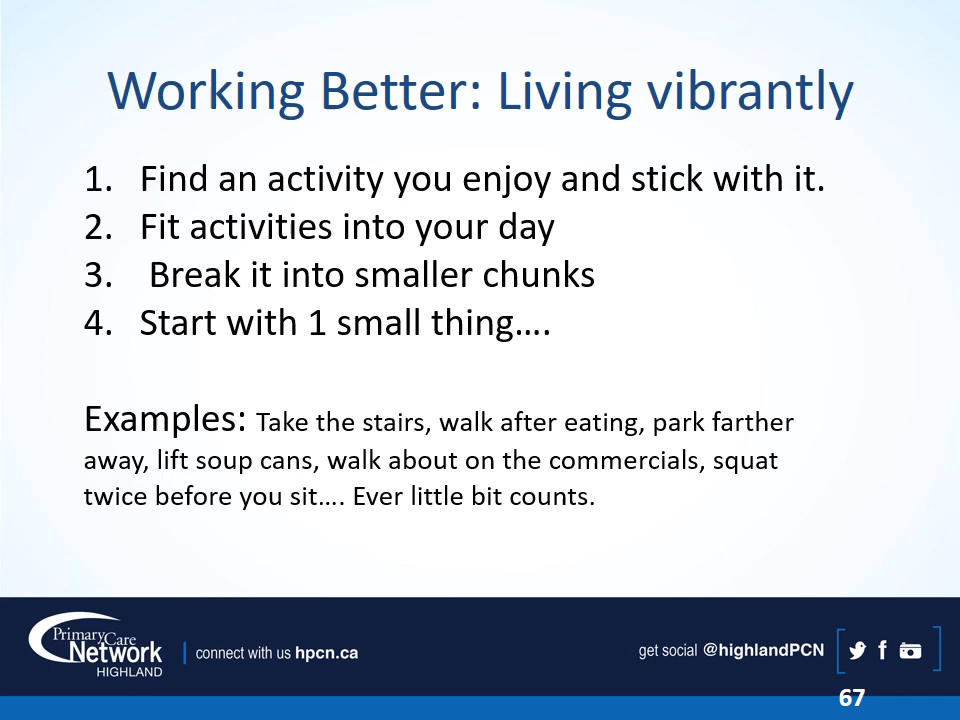 Working Better: Living vibrantly
1. Find an activity you enjoy and stick with it.
2. Fit activities into your day
3. Break it into smaller chunks
4. Start with 1 small thing….
Examples: Take the stairs, walk after eating, park farther
away, lift soup cans, walk about on the commercials, squat
twice before you sit…. Ever little bit counts.
PrimaryCare
Network
HIGHLAND
connect with us hpcn.ca
get social @highlandPCN
67